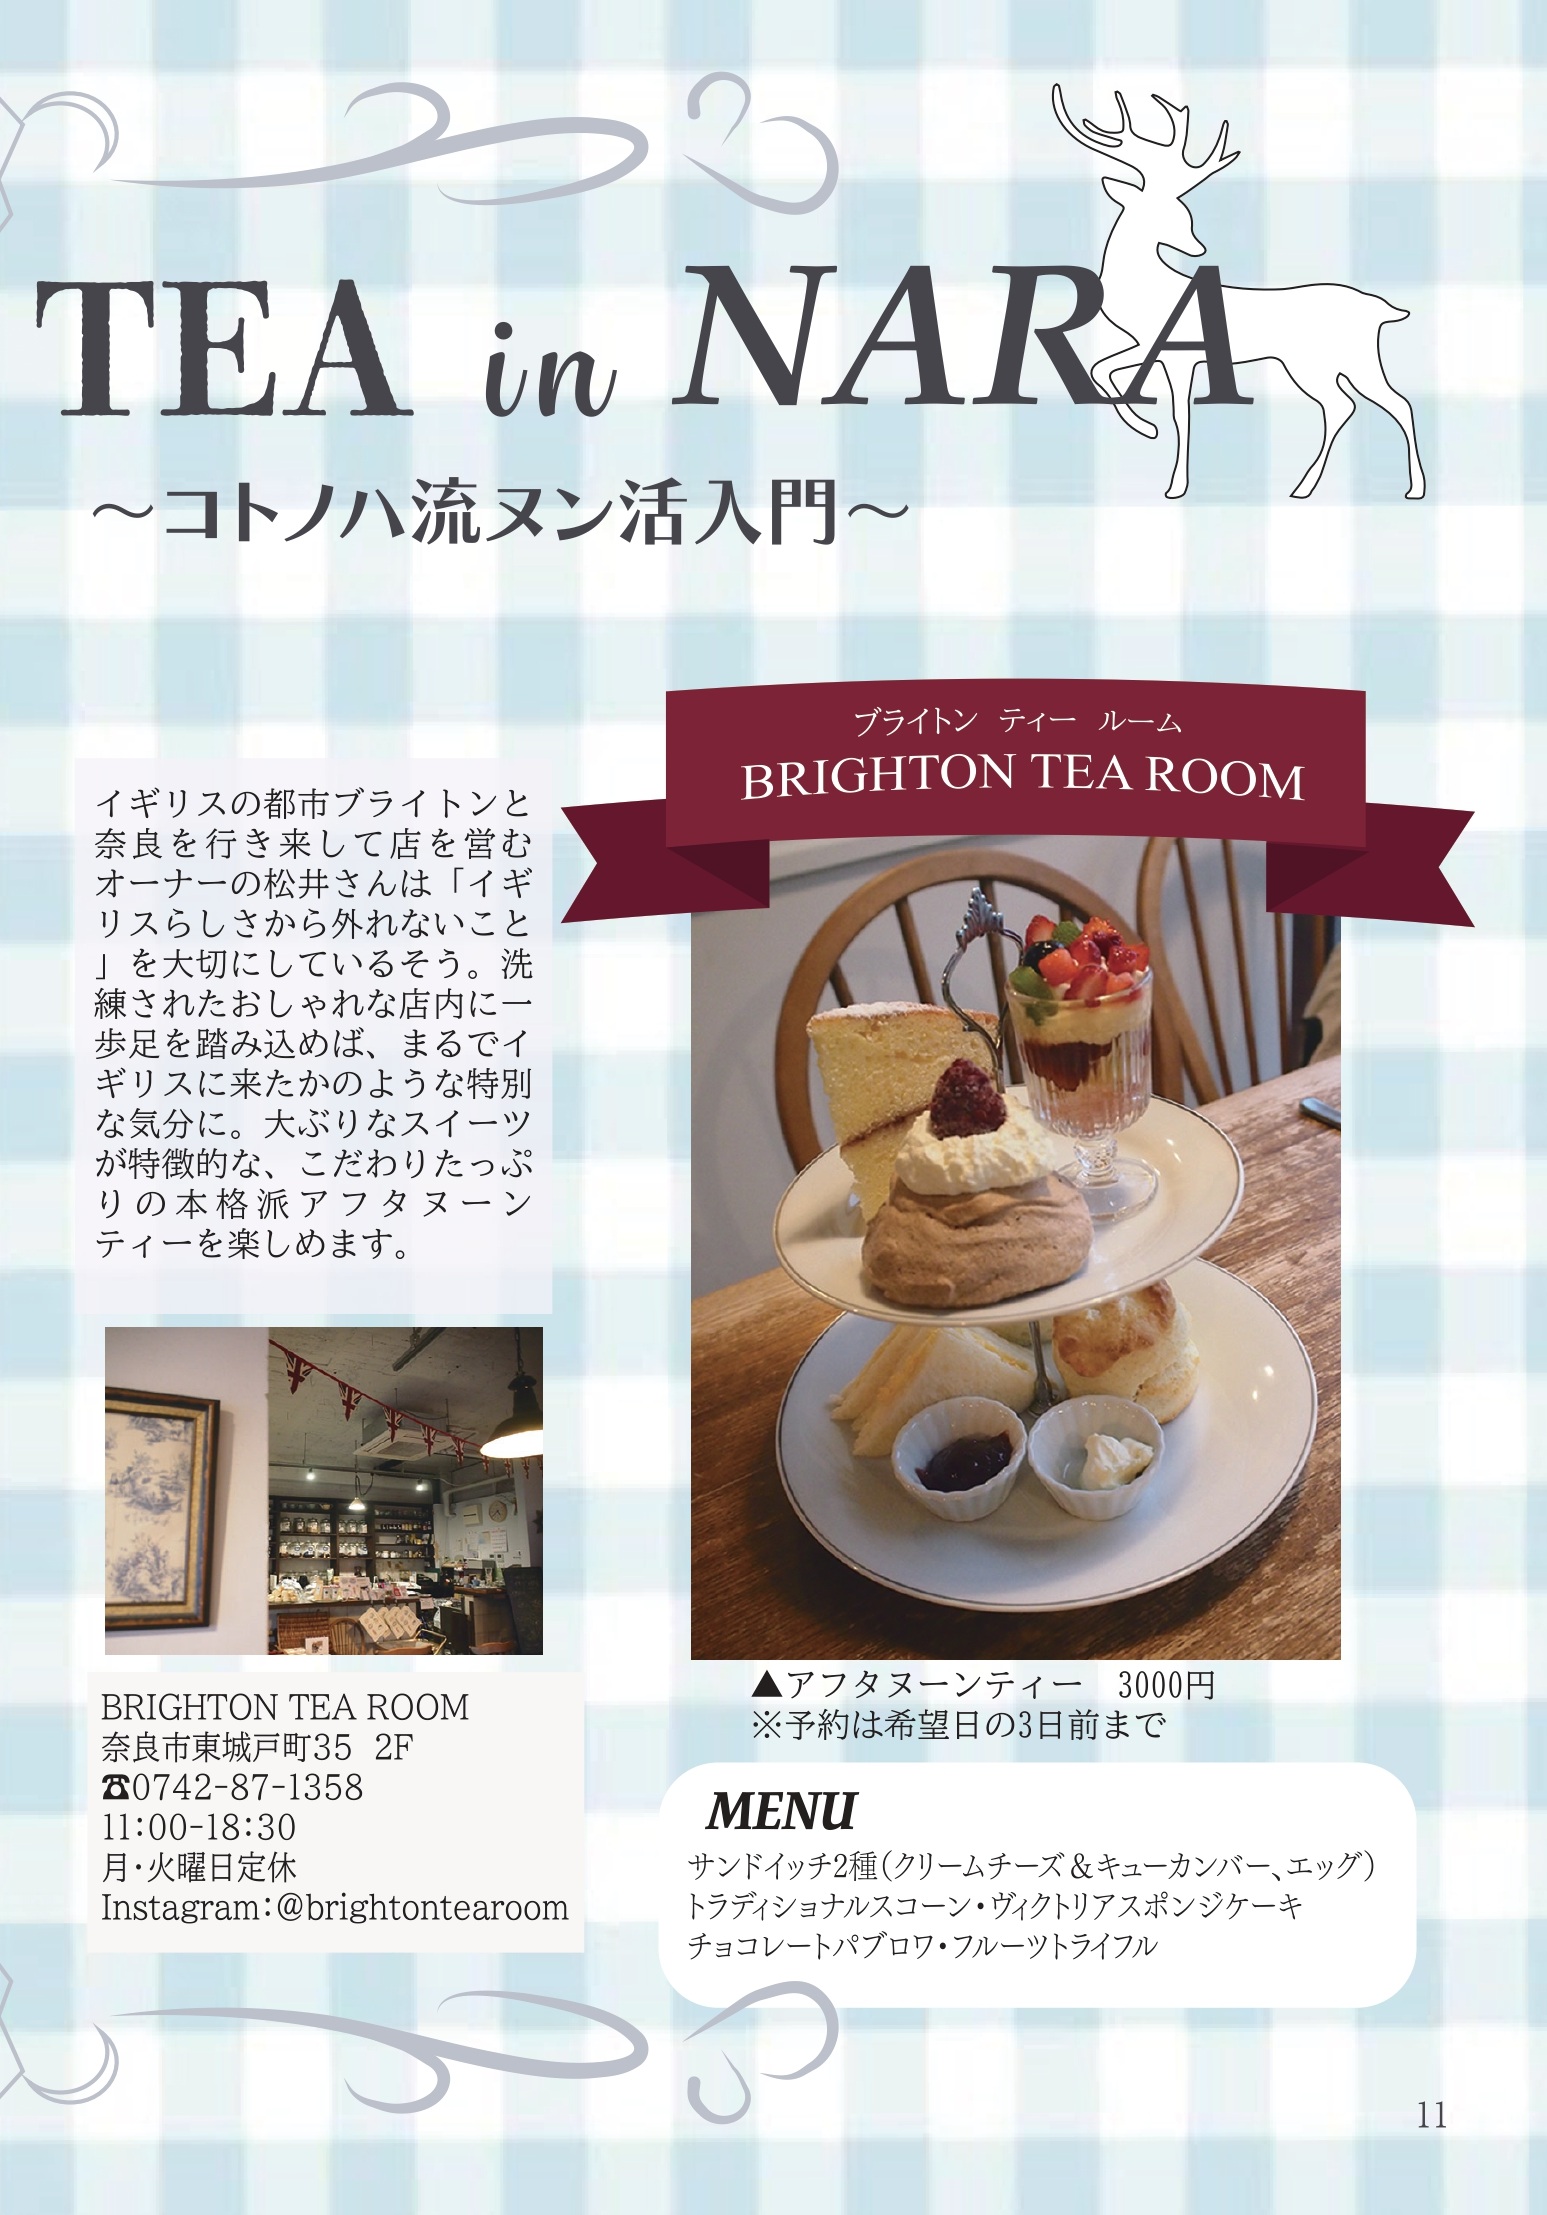 TEA in NARA
～コトノハ流ヌン活入門～
ブライトン ティー ルーム
BRIGHTON TEA ROOM
イギリスの都市ブライトンと
奈良を行き来して店を営む
オーナーの松井さんは「イギ
リスらしさから外れないこと
」を大切にしているそう。洗
練されたおしゃれな店内に一
歩足を踏み込めば、まるでイ
ギリスに来たかのような特別
な気分に。大ぶりなスイーツ
が特徴的な、こだわりたっぷ
りの本格派アフタヌーン
ティーを楽しめます。
BRIGHTON TEA ROOM
奈良市東城戸町35 2F
☎0742-87-1358
11:00-18:30
月・火曜日定休
Instagram:@brightontearoom
▲アフタヌーンティー　3000円
※予約は希望日の3日前まで
MENU
サンドイッチ2種(クリームチーズ&キューカンバー、エッグ)
トラディショナルスコーン・ヴィクトリアスポンジケーキ
チョコレートパブロワ・フルーツトライフル
11